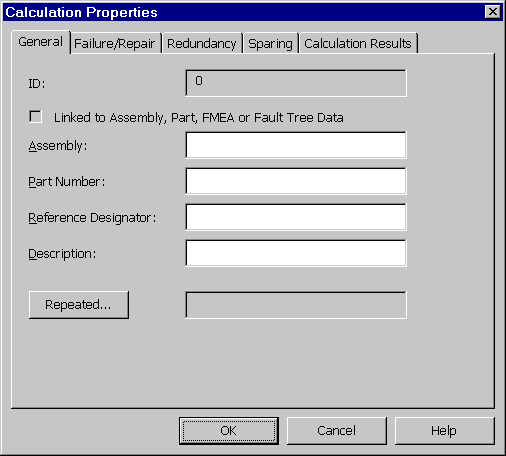 Calculation Properties
General Failure/Repair Redundancy Sparing Calculation Results
ID: 0
Linked to Assembly, Part, FMEA or Fault Tree Data
Assembly:
Part Number:
Reference Designator:
Description:
Repeated...
OK Cancel Help